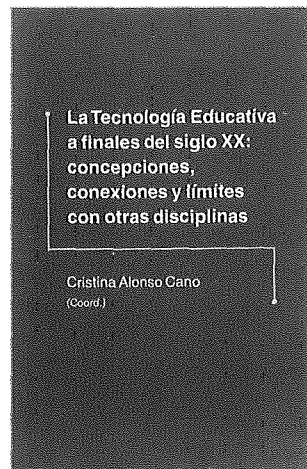 La Tecnología Educativa
a finales del siglo XX:
concepciones,
conexiones y límites
con otras disciplinas
Cristina Alonso Cano
(Coord.)